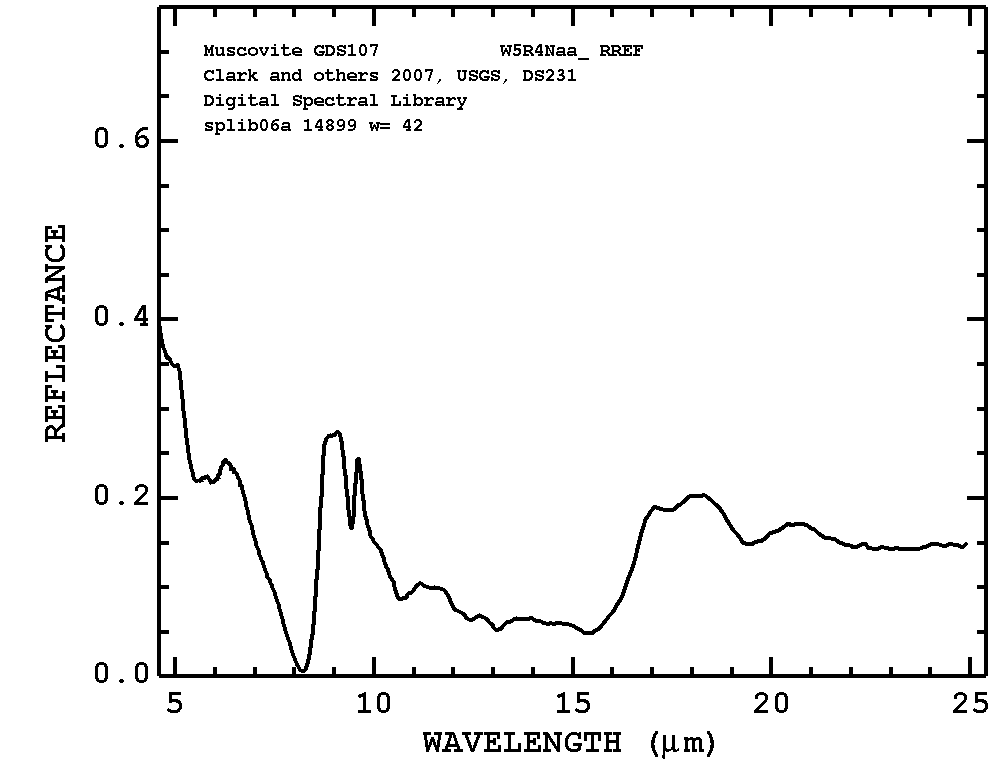 Muscovite GDS107 W5R4Naa_ RREF
Clark and others 2007, USGS, DS231
Digital Spectral Library
splib06a 14899 w= 42
0.6
0.4
0.2
0.0
REFLECTANCE
5 10 15 20 25
WAVELENGTH (μm)